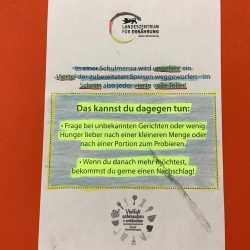 LANDESZENTRUM
FÜR ERNÄHRUNG
In einer Schulmensa wird ungefähr ein
Viertel der zubereiteten Speisen weggeworfen - im
also jeder vierte volle Teller!
Das kannst du dagegen tun:
• Frage bei unbekannten Gerichten oder wenig
Hunger lieber nach einer kleineren Menge oder
nach einer Portion zum Probieren.
• Wenn du danach mehr möchtest,
bekommst du gerne einen Nachschlag!